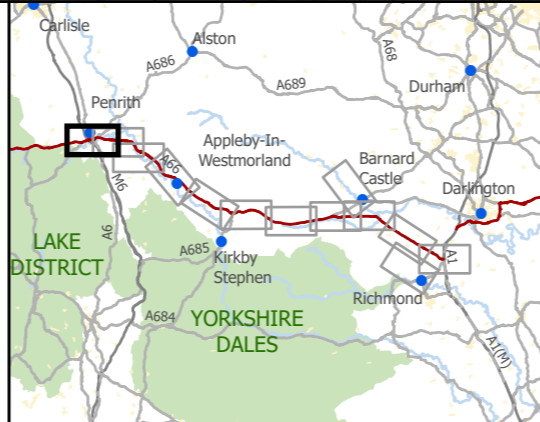 Carlisle
Alston
A686
A68
A689
Durham
Penrith
Appleby-In-
Westmorland
A66
Barnard
Castle
Darlington
M6
A6
LAKE
DISTRICT
A685
Kirkby
Stephen
A1
Richmond
A684
YORKSHIRE
DALES
A1(M)